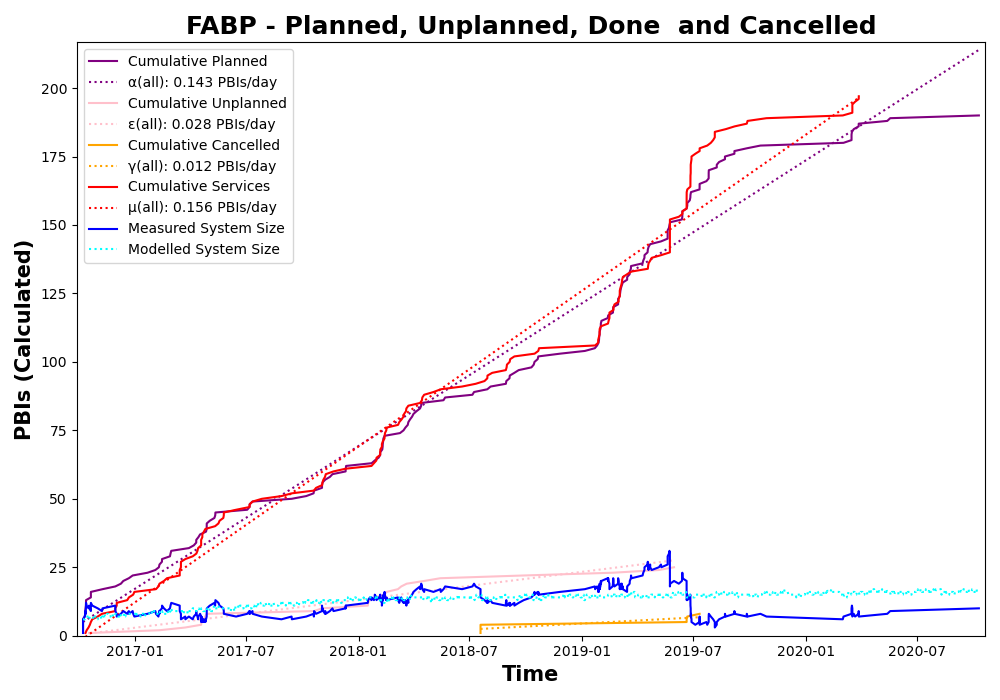 FABP - Planned, Unplanned, Done  and Cancelled
Cumulative Planned
α(all): 0.143 PBIs/day
Cumulative Unplanned
ε(all): 0.028 PBIs/day
Cumulative Cancelled
γ(all): 0.012 PBIs/day
Cumulative Services
μ(all): 0.156 PBIs/day
Measured System Size
Modelled System Size
PBIs (Calculated)
200
175
150
125
100
75
50
25
0
2017-01
2017-07
2018-01
2018-07
2019-01
2019-07
2020-01
2020-07
Time